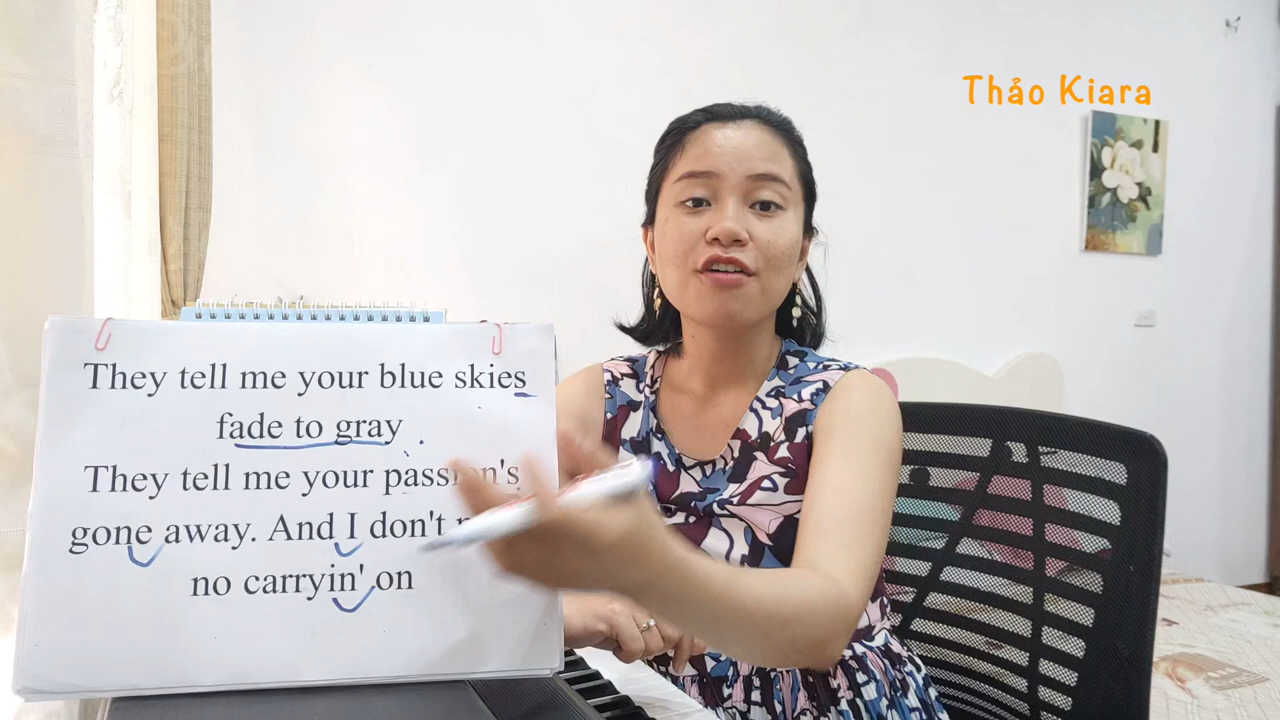 Thảo Kiara
They tell me your blue skies
fade to gray
They tell me your passion's
gone away. And I don't
no carryin' on